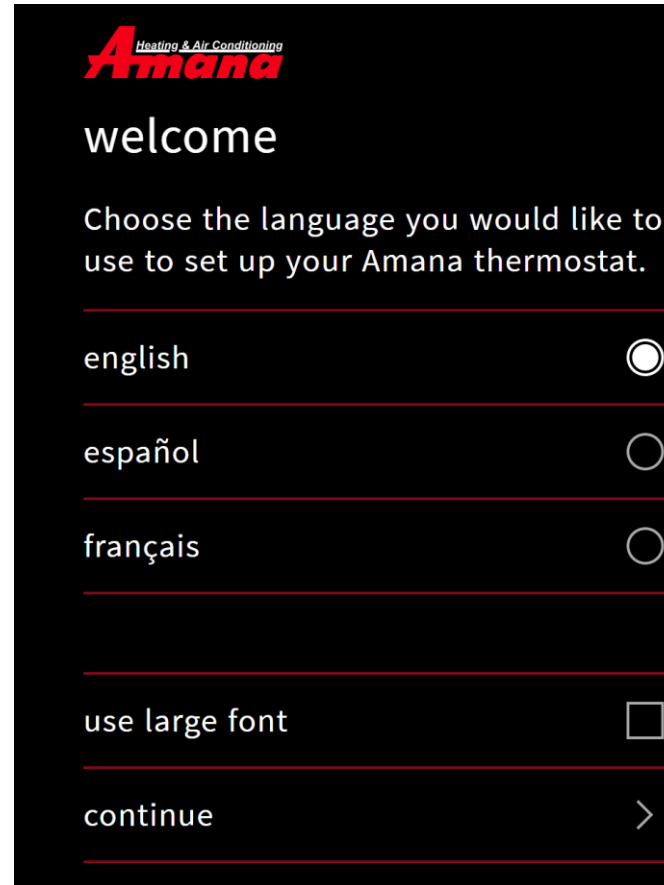 Heating & Air Conditioning
Amana
welcome
Choose the language you would like to
use to set up your Amana thermostat.
english
español
français
use large font
continue